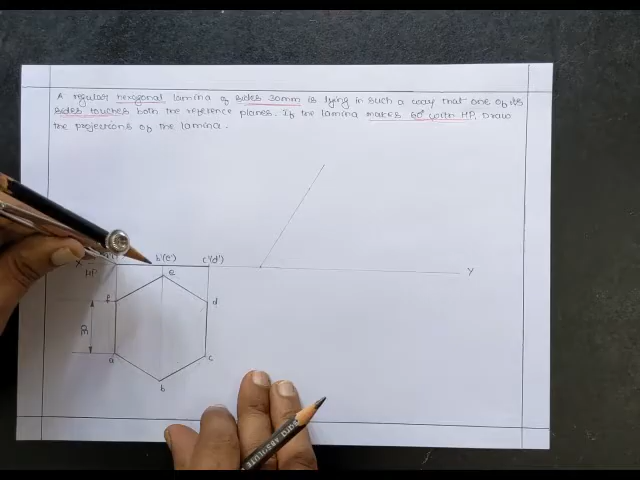 A regular hexagonal lamina of sides 30mm is lying in such a way that one of its
sides touches both the reference planes. If the lamina makes 60° with HP, Draw
the projections of the lamina.
X
b'(e')
c'(d')
Y
HP
e
f
d
30
a
c
b
ABSOLUTE